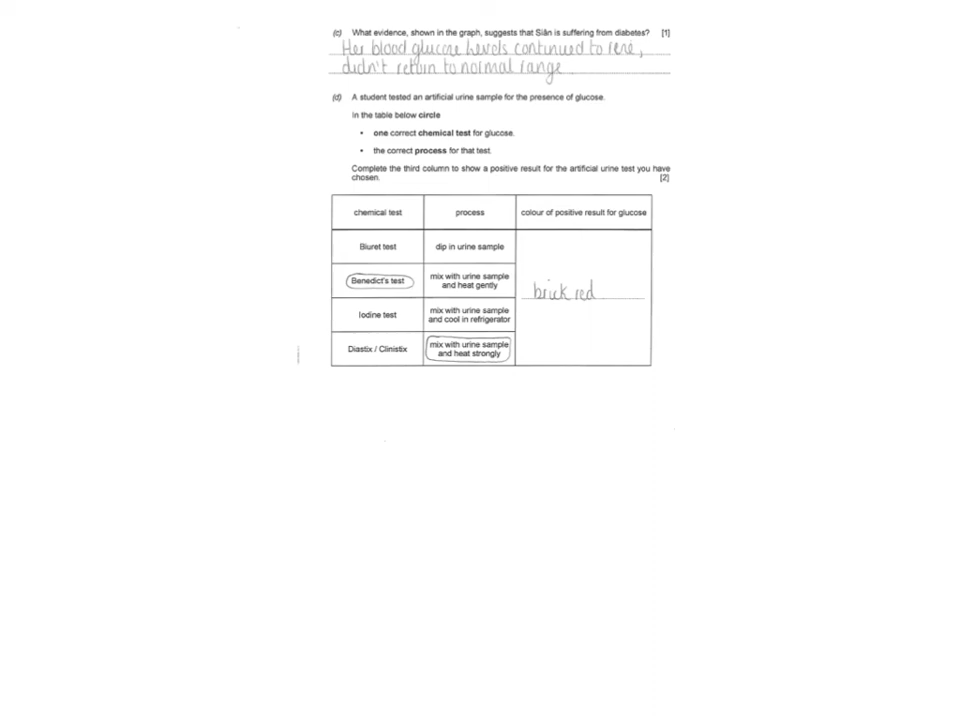 (c) What evidence, shown in the graph, suggests that Siân is suffering from diabetes? [1]
Her blood glucose levels continued to rise,
didn't return to normal range
(d) A student tested an artificial urine sample for the presence of glucose.
In the table below circle
• one correct chemical test for glucose.
• the correct process for that test.
Complete the third column to show a positive result for the artificial urine test you have
chosen. [2]
chemical test process colour of positive result for glucose
Biuret test dip in urine sample
Benedict's test mix with urine sample
and heat gently
brick red
Iodine test mix with urine sample
and cool in refrigerator
Diastix / Clinistix mix with urine sample
and heat strongly